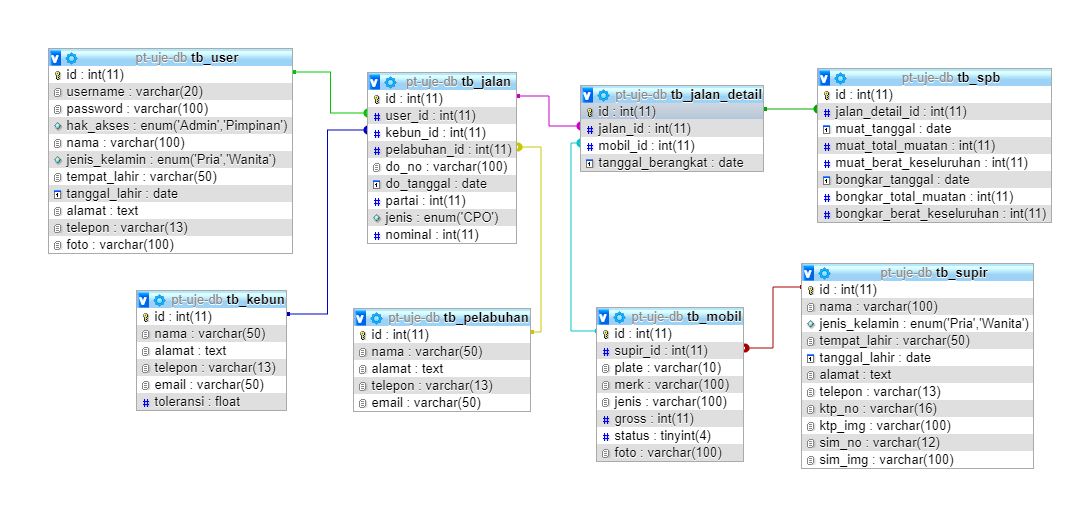 pt-uje-db tb_user
id : int(11)
username : varchar(20)
password : varchar(100)
hak_akses : enum('Admin','Pimpinan')
nama : varchar(100)
jenis_kelamin : enum('Pria','Wanita')
tempat_lahir : varchar(50)
tanggal_lahir : date
alamat : text
telepon : varchar(13)
foto : varchar(100)
pt-uje-db tb_jalan
id : int(11)
user_id : int(11)
kebun_id : int(11)
pelabuhan_id : int(11)
do_no : varchar(100)
do_tanggal : date
partai : int(11)
jenis : enum('CPO')
nominal : int(11)
pt-uje-db tb_jalan_detail
id : int(11)
jalan_id : int(11)
mobil_id : int(11)
tanggal_berangkat : date
pt-uje-db tb_spb
id : int(11)
jalan_detail_id : int(11)
muat_tanggal : date
muat_total_muatan : int(11)
muat_berat_keseluruhan : int(11)
bongkar_tanggal : date
bongkar_total_muatan : int(11)
bongkar_berat_keseluruhan : int(11)
pt-uje-db tb_kebun
id : int(11)
nama : varchar(50)
alamat : text
telepon : varchar(13)
email : varchar(50)
toleransi : float
pt-uje-db tb_pelabuhan
id : int(11)
nama : varchar(50)
alamat : text
telepon : varchar(13)
email : varchar(50)
pt-uje-db tb_mobil
id : int(11)
supir_id : int(11)
plate : varchar(10)
merk : varchar(100)
jenis : varchar(100)
gross : int(11)
status : tinyint(4)
foto : varchar(100)
pt-uje-db tb_supir
id : int(11)
nama : varchar(100)
jenis_kelamin : enum('Pria','Wanita')
tempat_lahir : varchar(50)
tanggal_lahir : date
alamat : text
telepon : varchar(13)
ktp_no : varchar(16)
ktp_img : varchar(100)
sim_no : varchar(12)
sim_img : varchar(100)